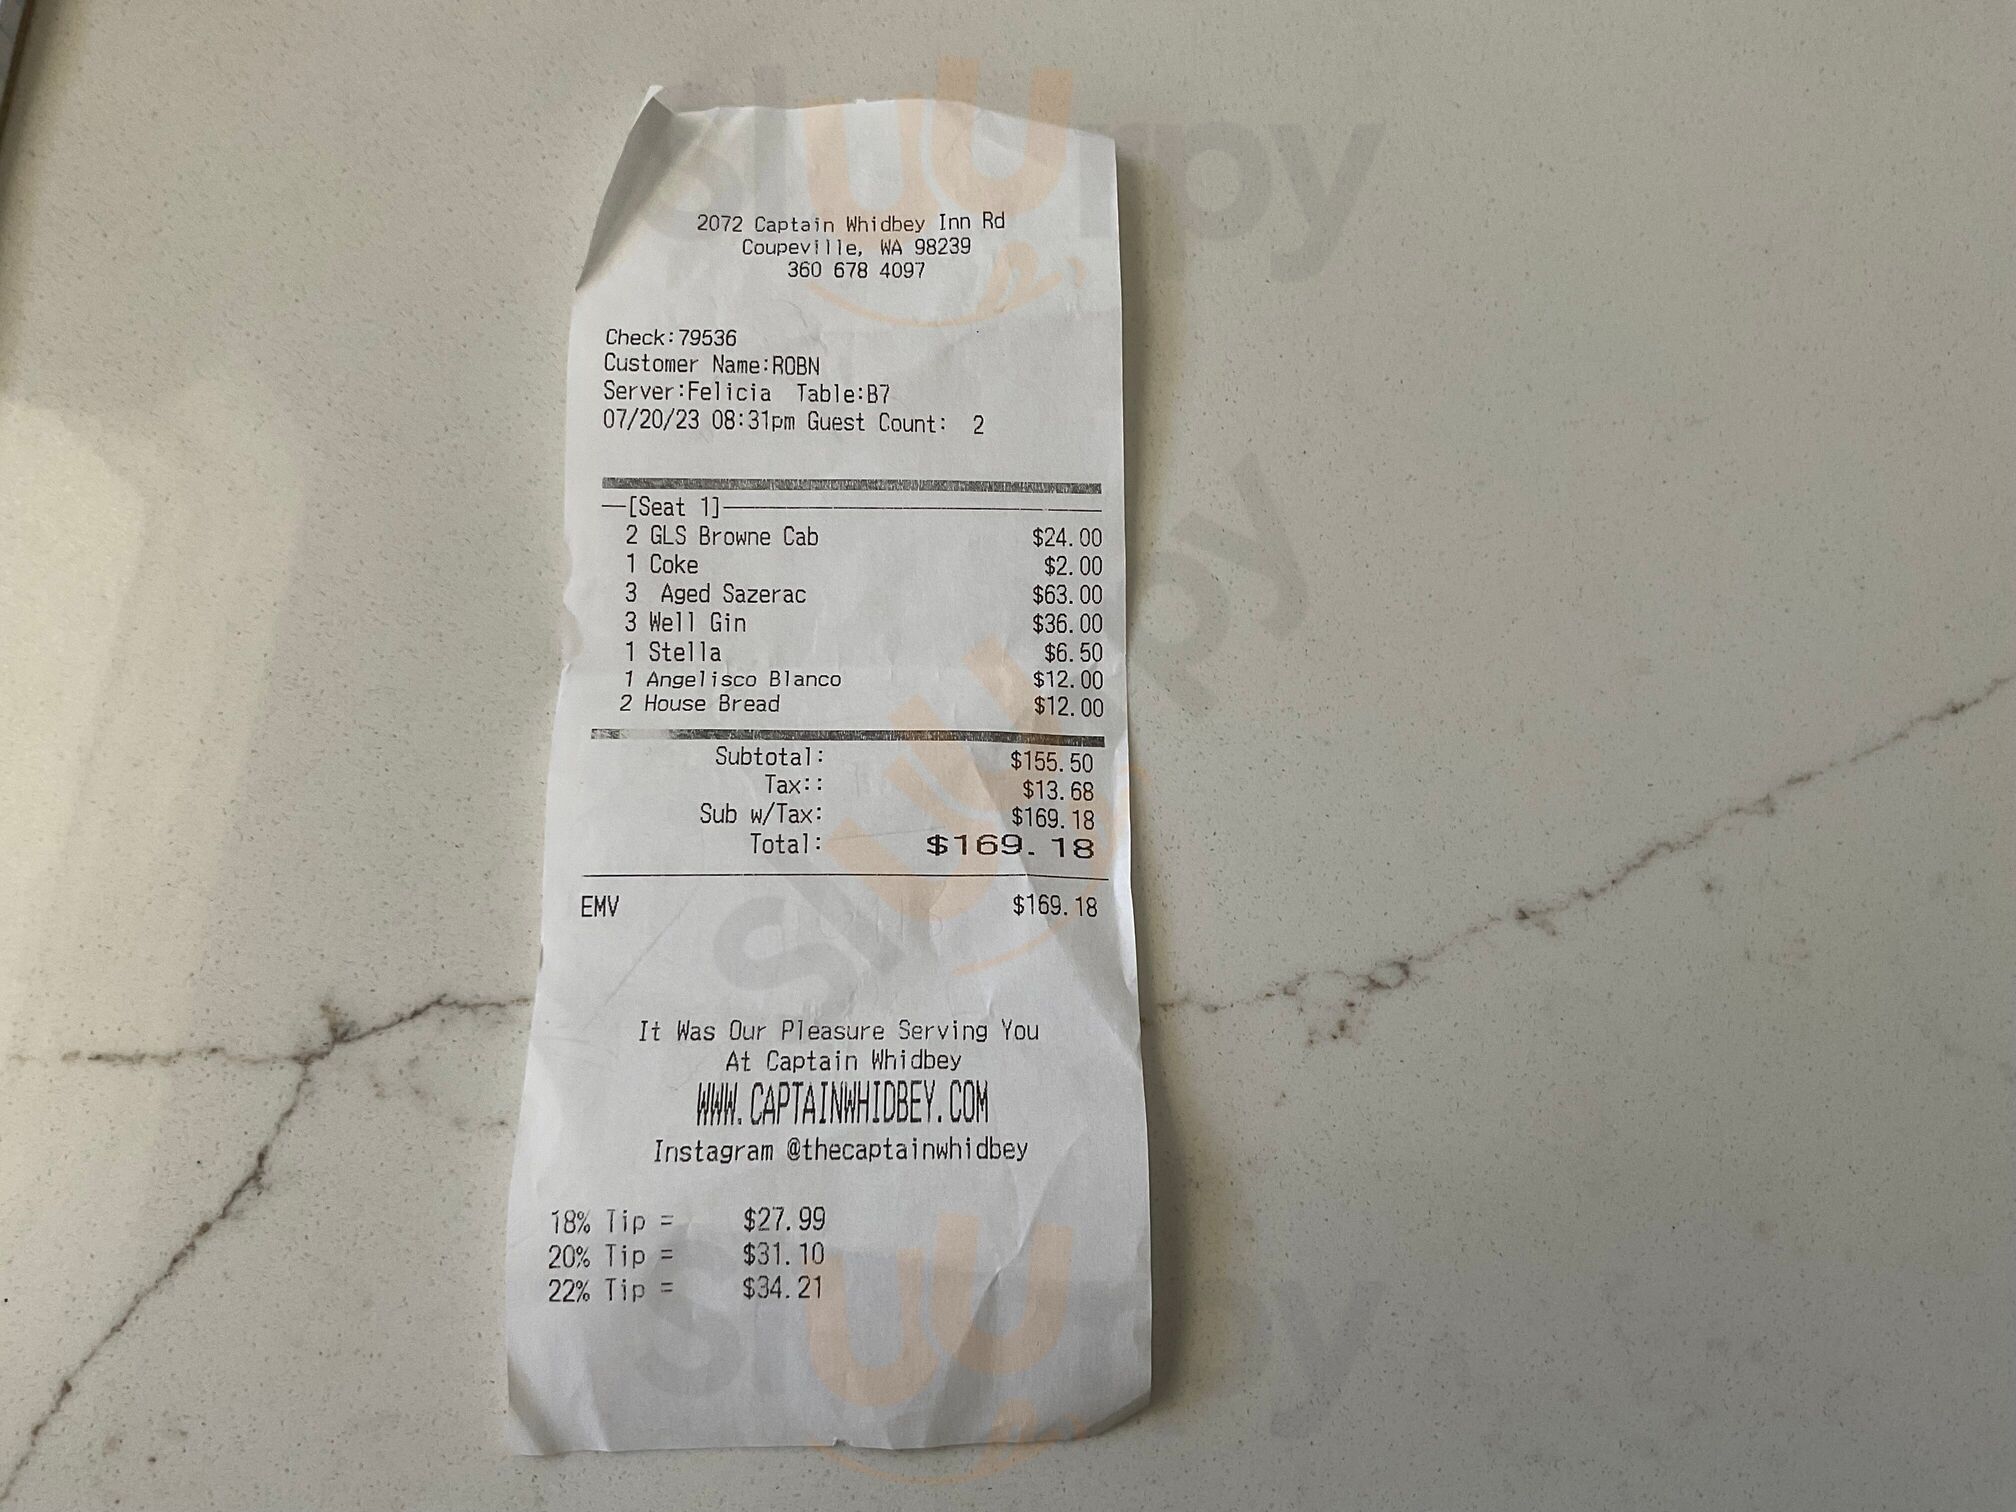 2072 Captain Whidbey Inn Rd
Coupeville, WA 98239
360 678 4097
Check:79536
Customer Name:ROBN
Server:Felicia Table:B7
07/20/23 08:31pm Guest Count: 2
[Seat 1]
2 GLS Browne Cab $24.00
1 Coke $2.00
3 Aged Sazerac $63.00
3 Well Gin $36.00
1 Stella $6.50
1 Angelisco Blanco $12.00
2 House Bread $12.00
Subtotal: $155.50
Tax:: $13.68
Sub w/Tax: $169.18
Total: $169.18
EMV $169.18
It Was Our Pleasure Serving You
At Captain Whidbey
WWW.CAPTAINWHIDBEY.COM
Instagram @thecaptainwhidbey
18% Tip = $27.99
20% Tip = $31.10
22% Tip = $34.21
sluurpy
sluurpy
sluurpy